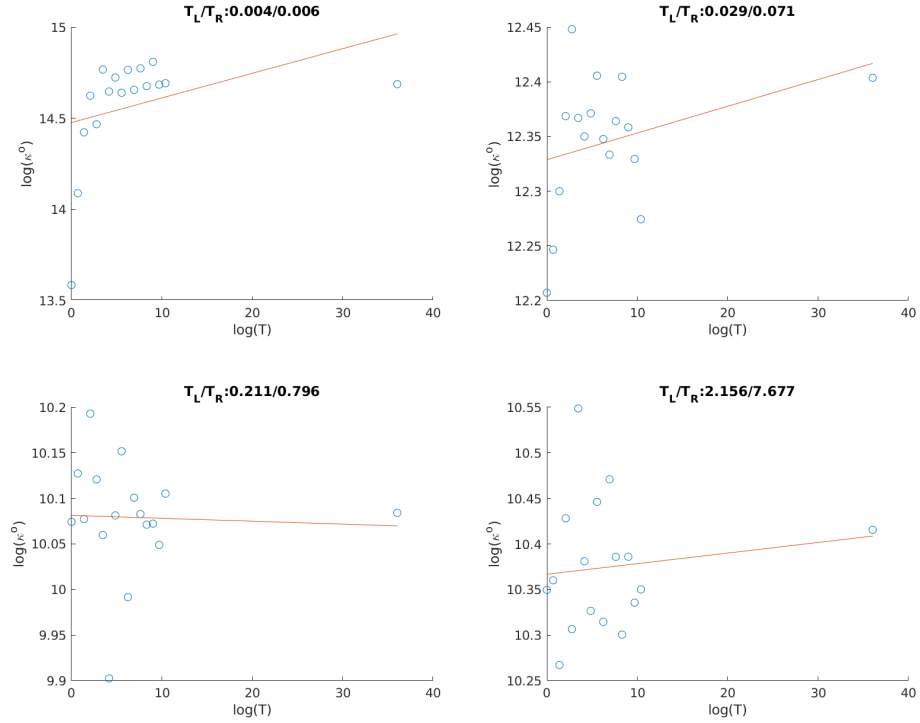 T_L/T_R:0.004/0.006
15
14.5
14
13.5
log(κ^o)
0 10 20 30 40
log(T)
T_L/T_R:0.029/0.071
12.45
12.4
12.35
12.3
12.25
12.2
log(κ^o)
0 10 20 30 40
log(T)
T_L/T_R:0.211/0.796
10.2
10.15
10.1
10.05
10
9.95
9.9
log(κ^o)
0 10 20 30 40
log(T)
T_L/T_R:2.156/7.677
10.55
10.5
10.45
10.4
10.35
10.3
10.25
log(κ^o)
0 10 20 30 40
log(T)